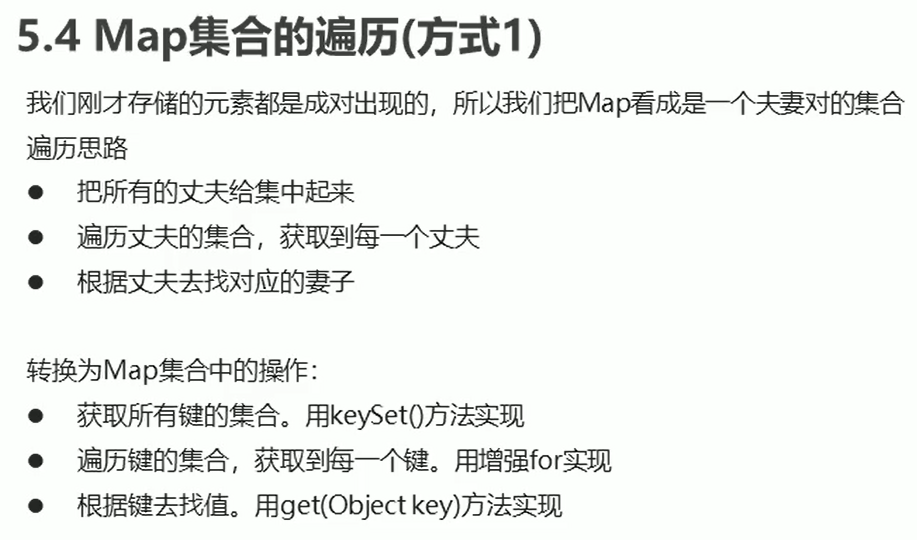 5.4 Map集合的遍历(方式1)
我们刚才存储的元素都是成对出现的，所以我们把Map看成是一个夫妻对的集合
遍历思路
● 把所有的丈夫给集中起来
● 遍历丈夫的集合，获取到每一个丈夫
● 根据丈夫去找对应的妻子
转换为Map集合中的操作：
● 获取所有键的集合。用keySet()方法实现
● 遍历键的集合，获取到每一个键。用增强for实现
● 根据键去找值。用get(Object key)方法实现